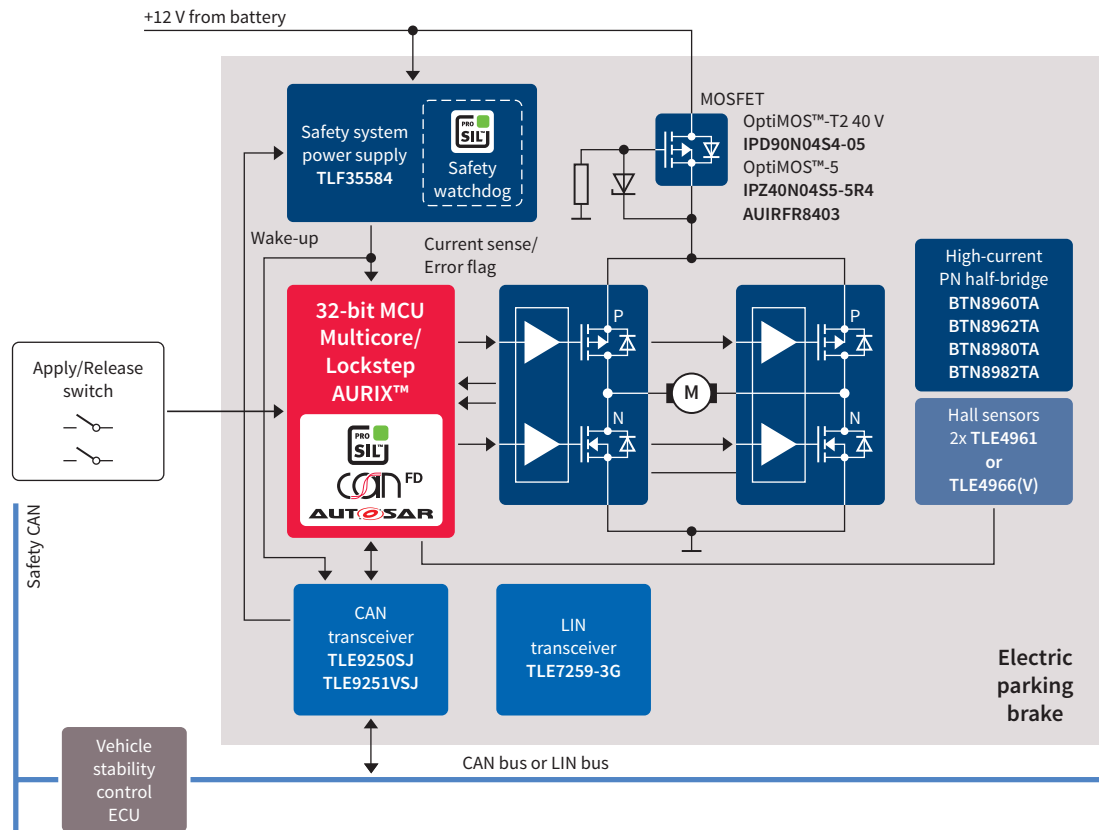 +12 V from battery
Safety system
power supply
TLF35584
PRO
SIL™
Safety
watchdog
MOSFET
OptiMOS™-T2 40 V
IPD90N04S4-05
OptiMOS™-5
IPZ40N04S5-5R4
AUIRFR8403
Wake-up
Current sense/
Error flag
32-bit MCU
Multicore/
Lockstep
AURIX™
PRO
SIL™
CAN FD
AUTOSAR
P
N
M
P
N
High-current
PN half-bridge
BTN8960TA
BTN8962TA
BTN8980TA
BTN8982TA
Hall sensors
2x TLE4961
or
TLE4966(V)
Apply/Release
switch
Safety CAN
CAN
transceiver
TLE9250SJ
TLE9251VSJ
LIN
transceiver
TLE7259-3G
Electric
parking
brake
Vehicle
stability
control
ECU
CAN bus or LIN bus